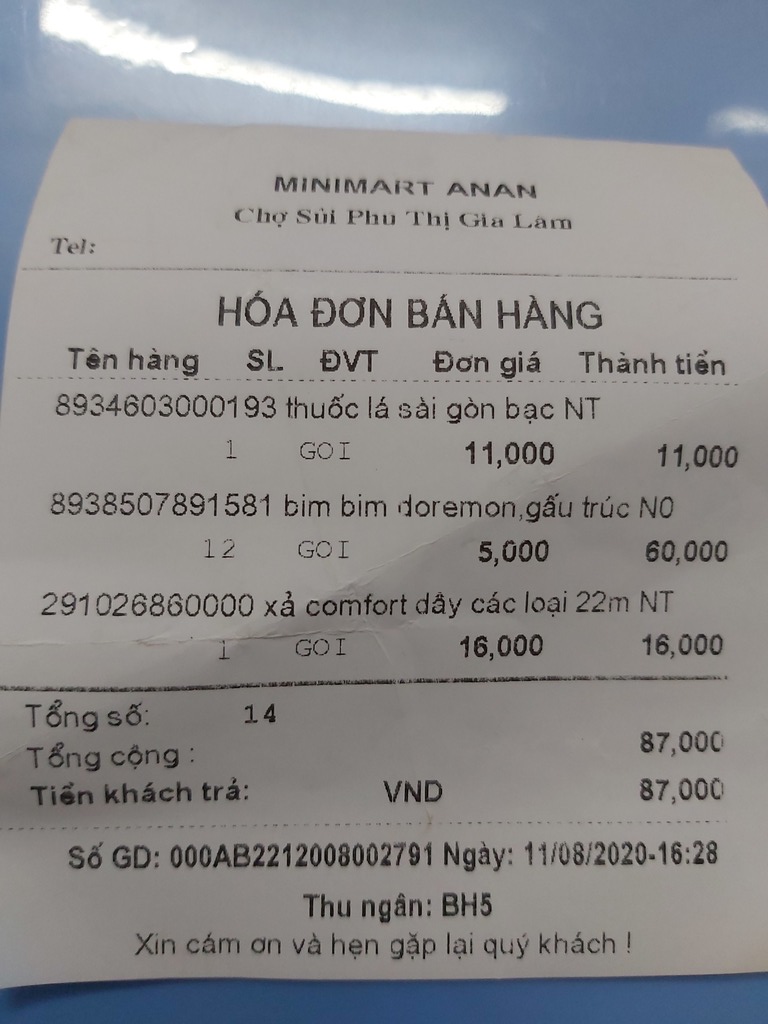 MINIMART ANAN
Chợ Sủi Phú Thị Gia Lâm
Tel:
HÓA ĐƠN BÁN HÀNG
Tên hàng SL ĐVT Đơn giá Thành tiền
8934603000193 thuốc lá sài gòn bạc NT
1 GOI 11,000 11,000
8938507891581 bim bim doremon,gấu trúc N0
12 GOI 5,000 60,000
291026860000 xả comfort dây các loại 22m NT
1 GOI 16,000 16,000
Tổng số: 14
Tổng cộng : 87,000
Tiền khách trả: VND 87,000
Số GD: 000AB2212008002791 Ngày: 11/08/2020-16:28
Thu ngân: BH5
Xin cám ơn và hẹn gặp lại quý khách !